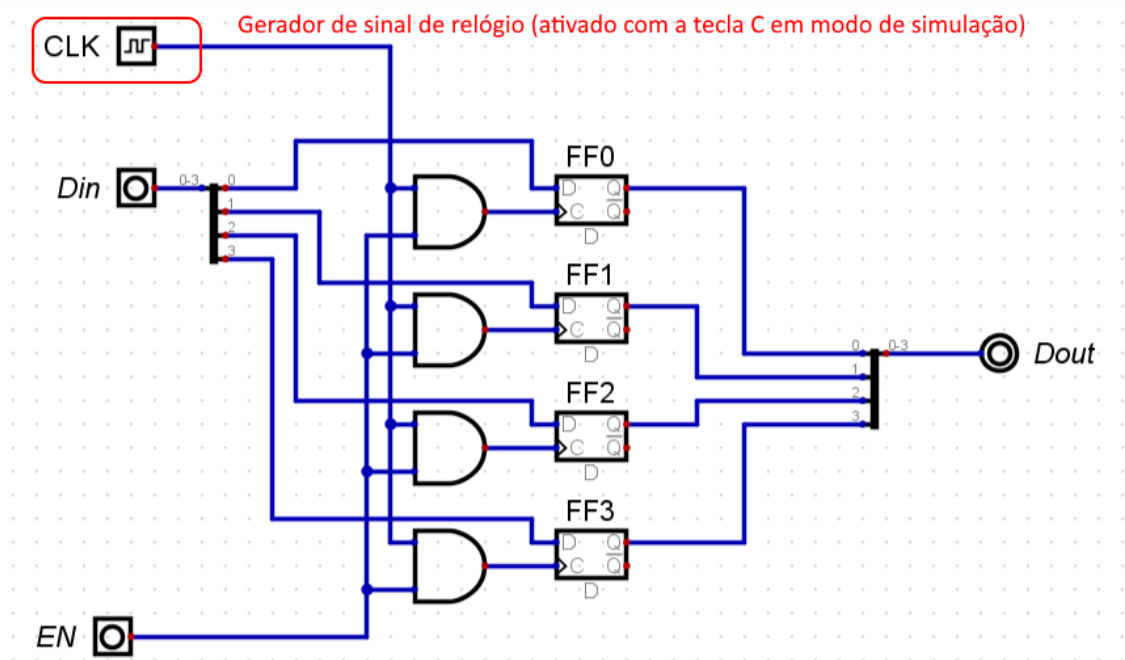 Gerador de sinal de relógio (ativado com a tecla C em modo de simulação)
CLK
Din
0-3
0
1
2
3
FF0
D Q
C Q
D
FF1
D Q
C Q
D
FF2
D Q
C Q
D
FF3
D Q
C Q
D
0
1
2
3
0-3
Dout
EN